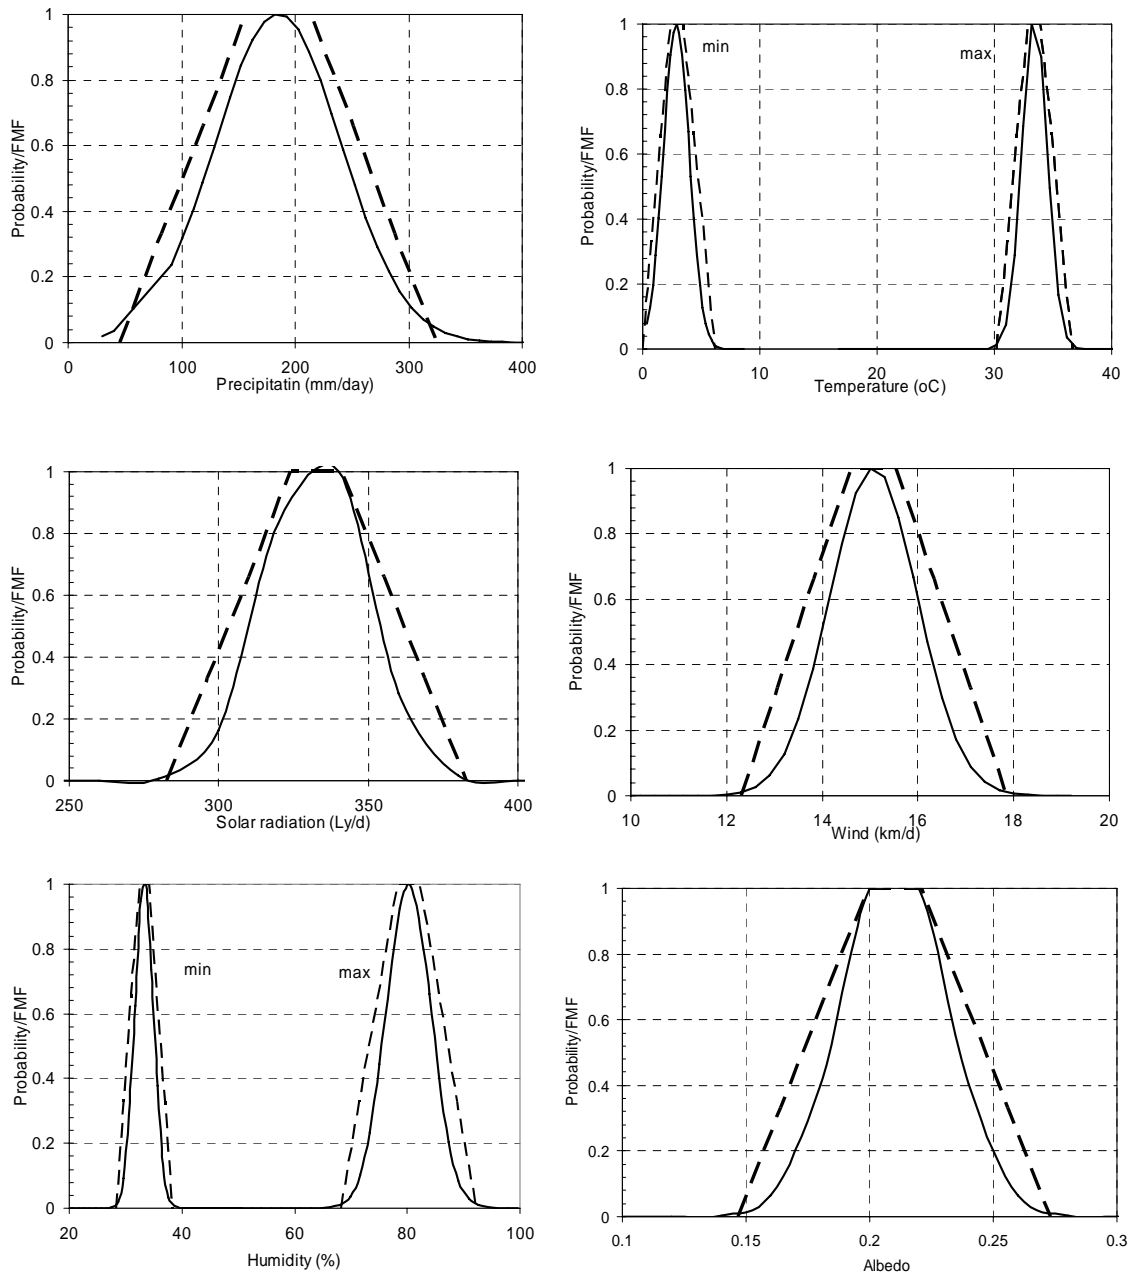 Probability/FMF
1
0.8
0.6
0.4
0.2
0
0 100 200 300 400
Precipitatin (mm/day)
Probability/FMF
1
0.8
0.6
0.4
0.2
0
min
max
0 10 20 30 40
Temperature (oC)
Probability/FMF
1
0.8
0.6
0.4
0.2
0
250 300 350 400
Solar radiation (Ly/d)
Probability/FMF
1
0.8
0.6
0.4
0.2
0
10 12 14 16 18 20
Wind (km/d)
Probability/FMF
1
0.8
0.6
0.4
0.2
0
min
max
20 40 60 80 100
Humidity (%)
Probability/FMF
1
0.8
0.6
0.4
0.2
0
0.1 0.15 0.2 0.25 0.3
Albedo